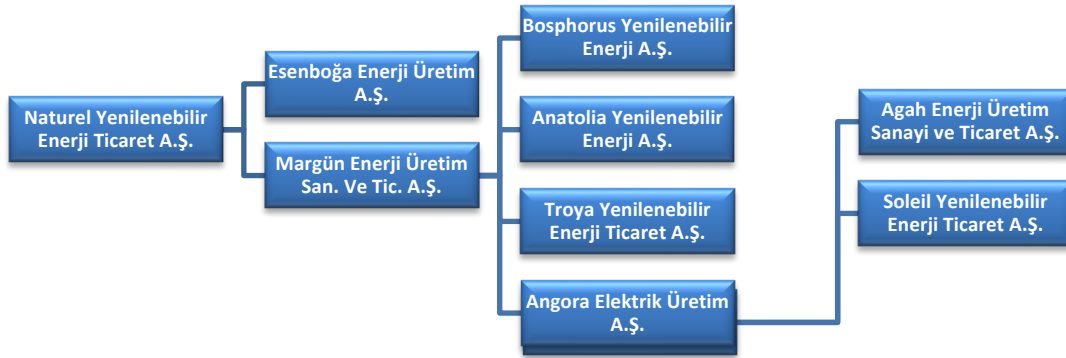 Naturel Yenilenebilir
Enerji Ticaret A.Ş.
Esenboğa Enerji Üretim
A.Ş.
Margün Enerji Üretim
San. Ve Tic. A.Ş.
Bosphorus Yenilenebilir
Enerji A.Ş.
Anatolia Yenilenebilir
Enerji A.Ş.
Troya Yenilenebilir
Enerji Ticaret A.Ş.
Angora Elektrik Üretim
A.Ş.
Agah Enerji Üretim
Sanayi ve Ticaret A.Ş.
Soleil Yenilenebilir
Enerji Ticaret A.Ş.